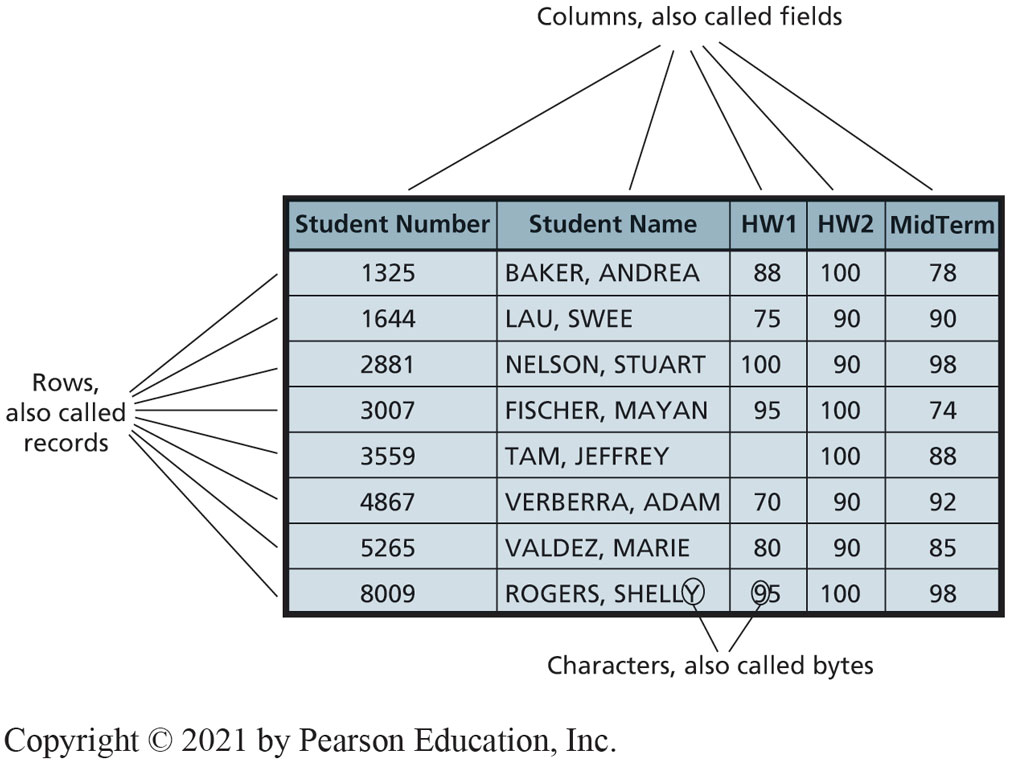 Columns, also called fields
Student Number Student Name HW1 HW2 MidTerm
1325 BAKER, ANDREA 88 100 78
1644 LAU, SWEE 75 90 90
2881 NELSON, STUART 100 90 98
Rows,
also called
records
3007 FISCHER, MAYAN 95 100 74
3559 TAM, JEFFREY 100 88
4867 VERBERRA, ADAM 70 90 92
5265 VALDEZ, MARIE 80 90 85
8009 ROGERS, SHELLY 95 100 98
Characters, also called bytes
Copyright © 2021 by Pearson Education, Inc.